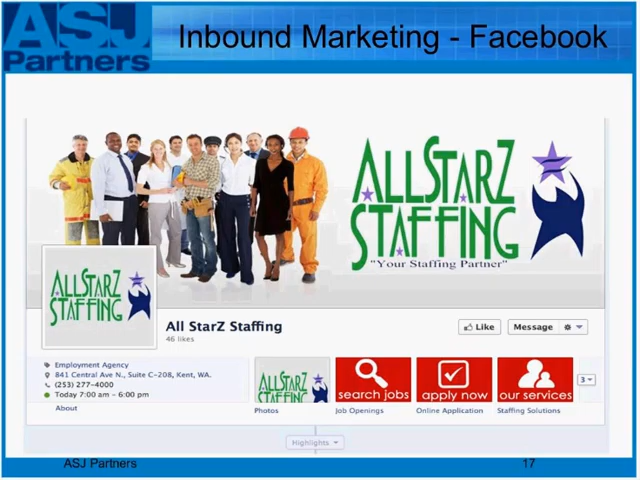 ASJ
Partners
Inbound Marketing - Facebook
ALLSTARZ
STAFFING
"Your Staffing Partner"
ALLSTARZ
STAFFING
All StarZ Staffing
46 likes
Like
Message
Employment Agency
841 Central Ave N., Suite C-208, Kent, WA.
(253) 277-4000
Today 7:00 am - 6:00 pm
About
ALLSTARZ
STAFFING
Photos
search jobs
Job Openings
apply now
Online Application
our services
Staffing Solutions
3
Highlights
ASJ Partners
17